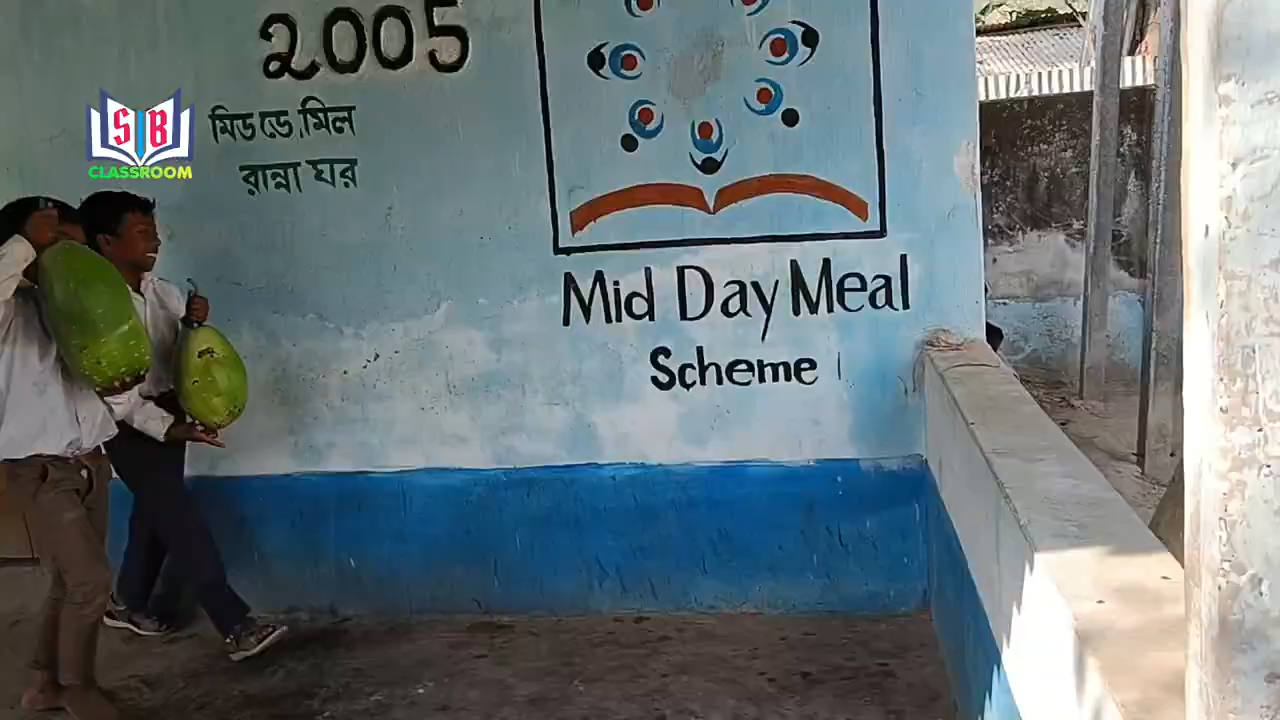 2005
মিড ডে, মিল
রান্না ঘর
SB
CLASSROOM
Mid Day Meal
Scheme